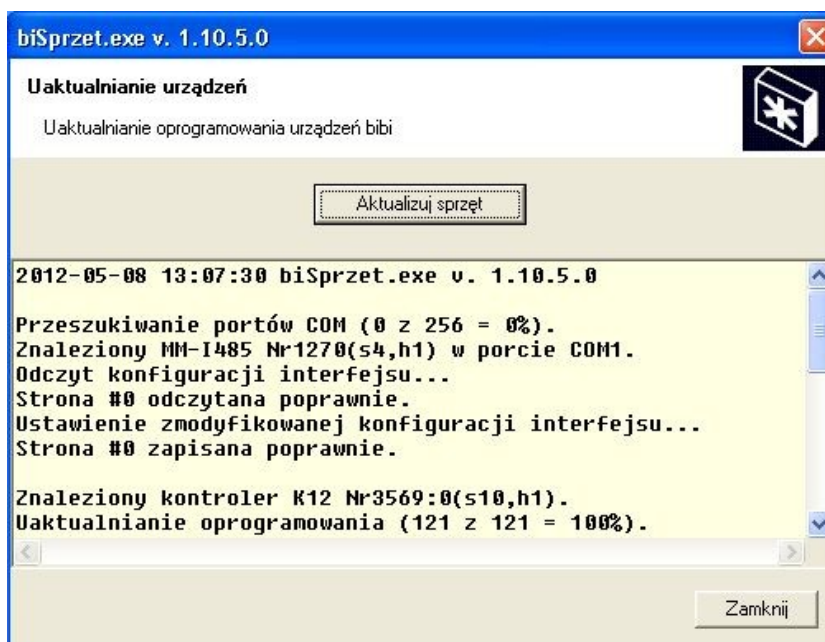 biSprzet.exe v. 1.10.5.0
Uaktualnianie urządzeń
Uaktualnianie oprogramowania urządzeń bibi
Aktualizuj sprzęt
2012-05-08 13:07:30 biSprzet.exe v. 1.10.5.0
Przeszukiwanie portów COM (0 z 256 = 0%).
Znaleziony MM-I485 Nr1270(s4,h1) w porcie COM1.
Odczyt konfiguracji interfejsu...
Strona #0 odczytana poprawnie.
Ustawienie zmodyfikowanej konfiguracji interfejsu...
Strona #0 zapisana poprawnie.
Znaleziony kontroler K12 Nr3569:0(s10,h1).
Uaktualnianie oprogramowania (121 z 121 = 100%).
Zamknij